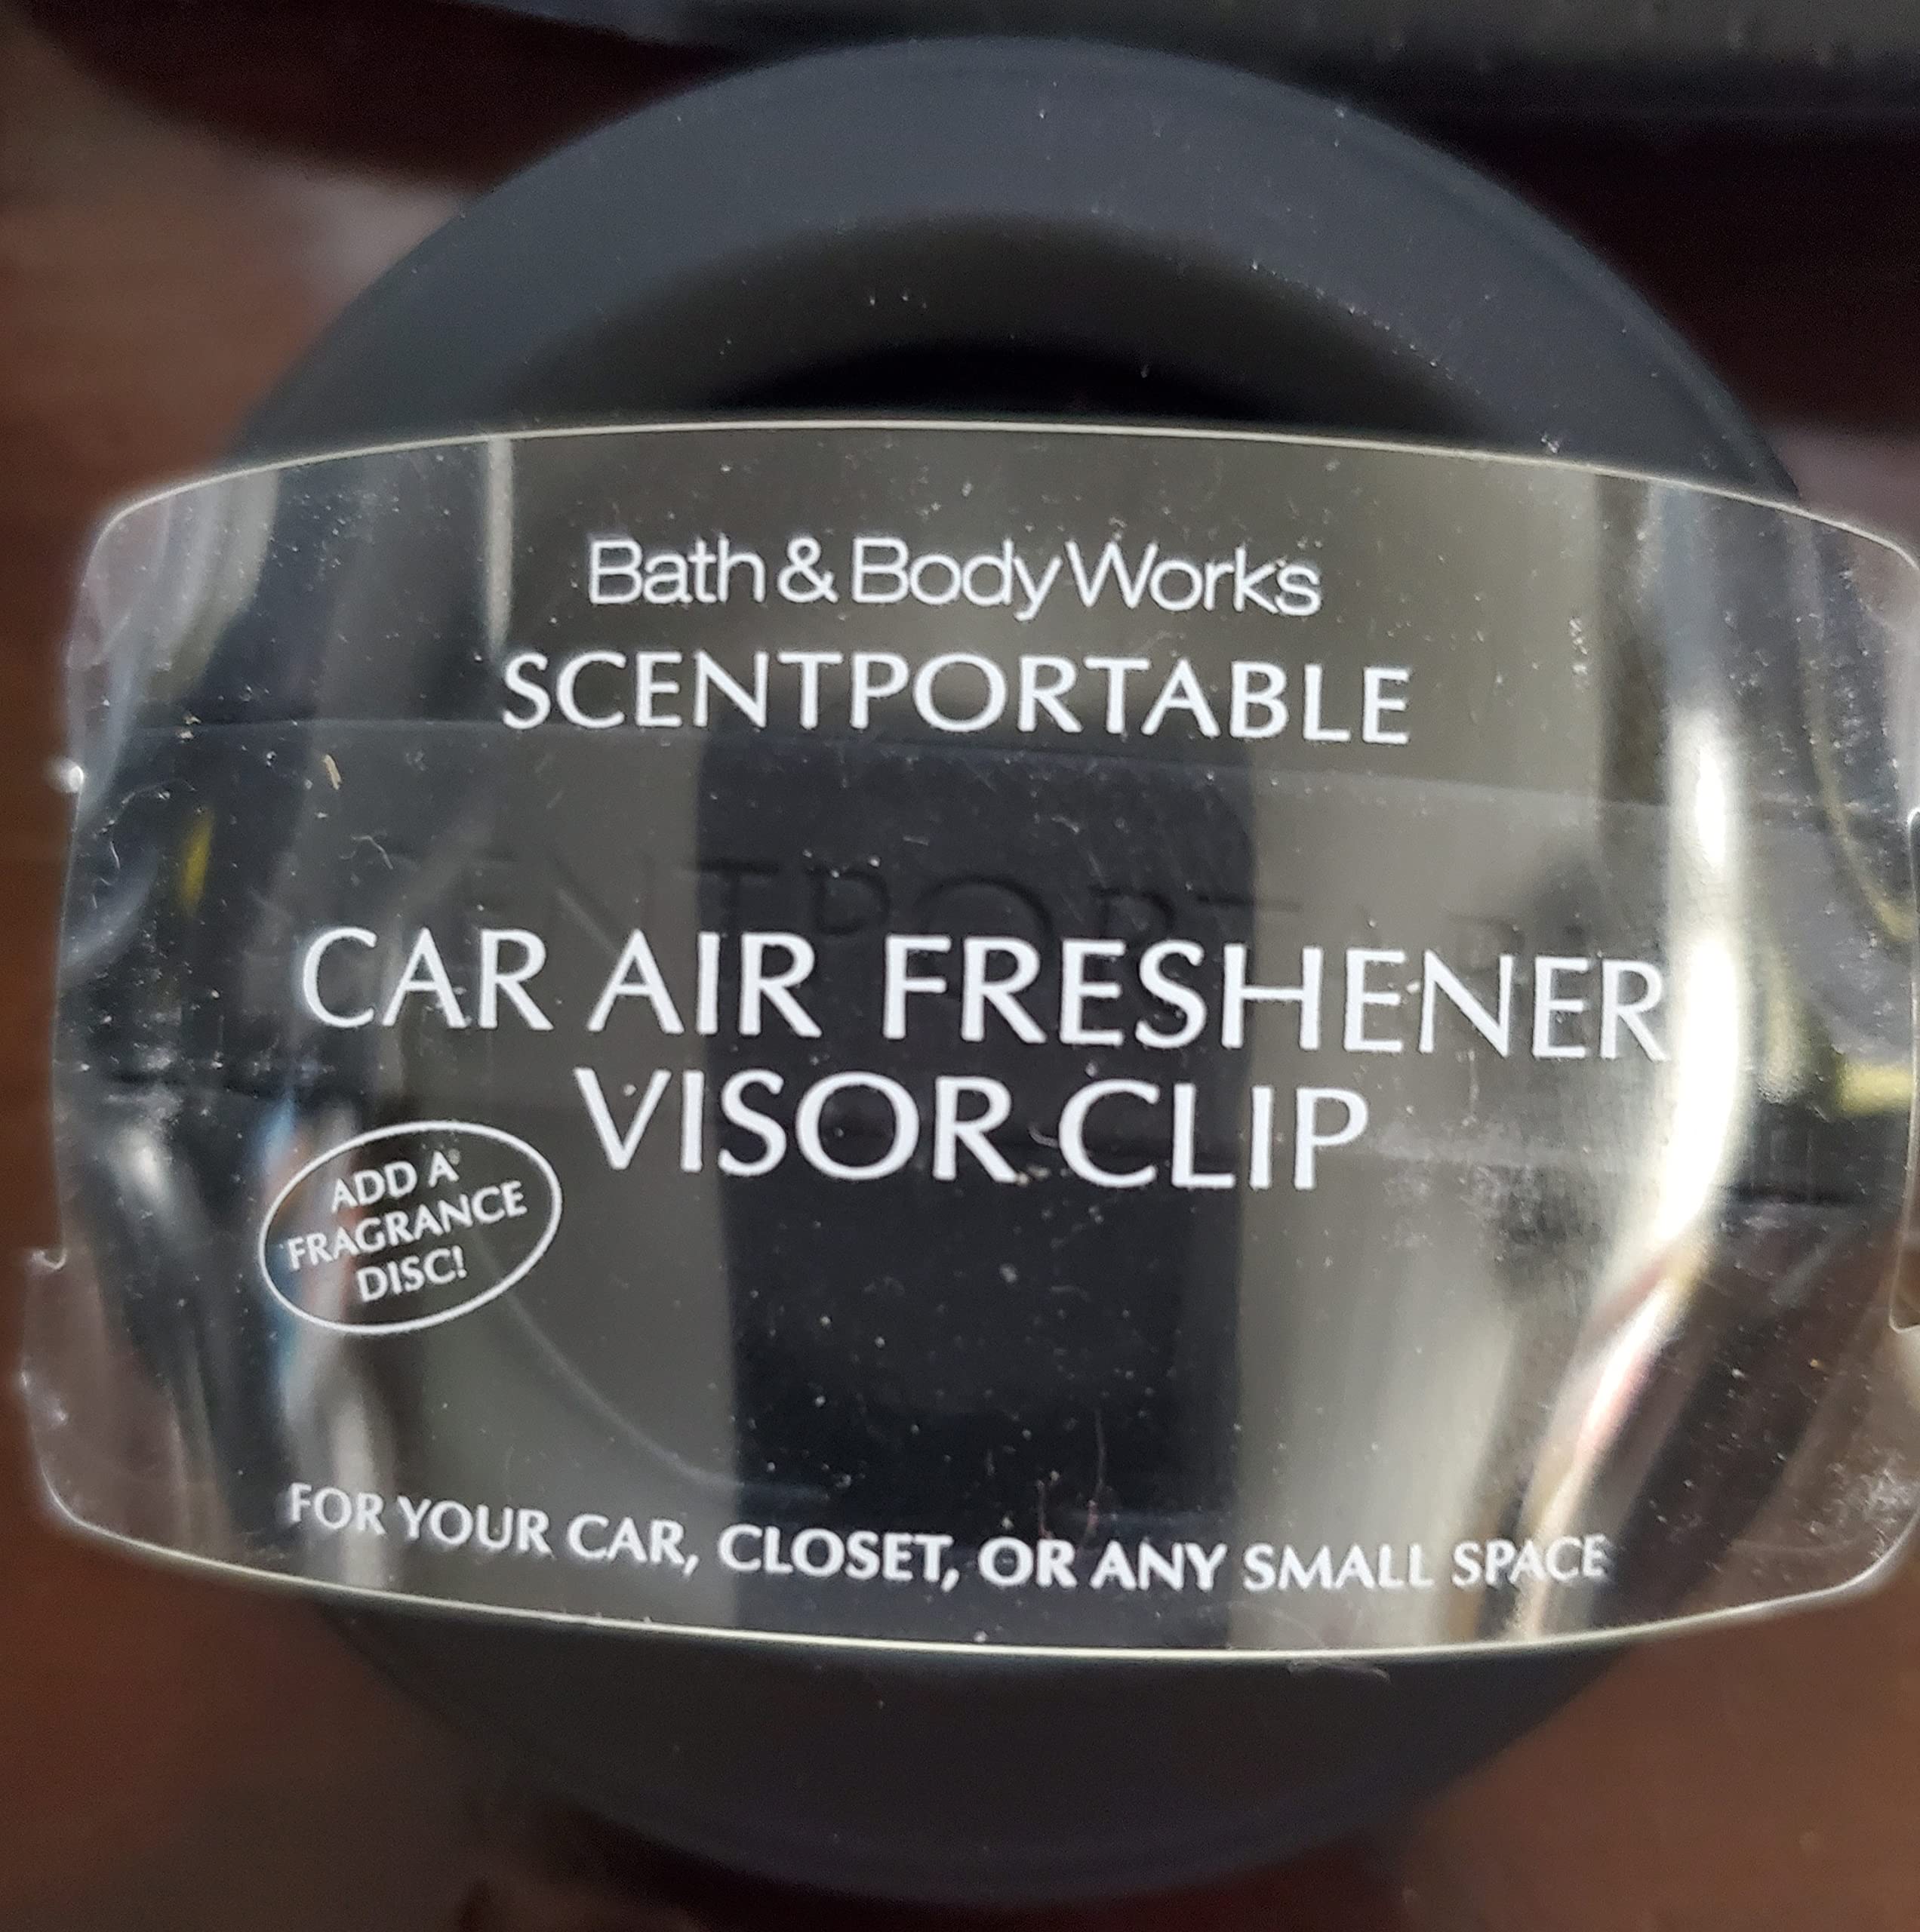 Bath & Body Works
SCENTPORTABLE
CAR AIR FRESHENER
VISOR CLIP
ADD A
FRAGRANCE
DISC!
FOR YOUR CAR, CLOSET, OR ANY SMALL SPACE